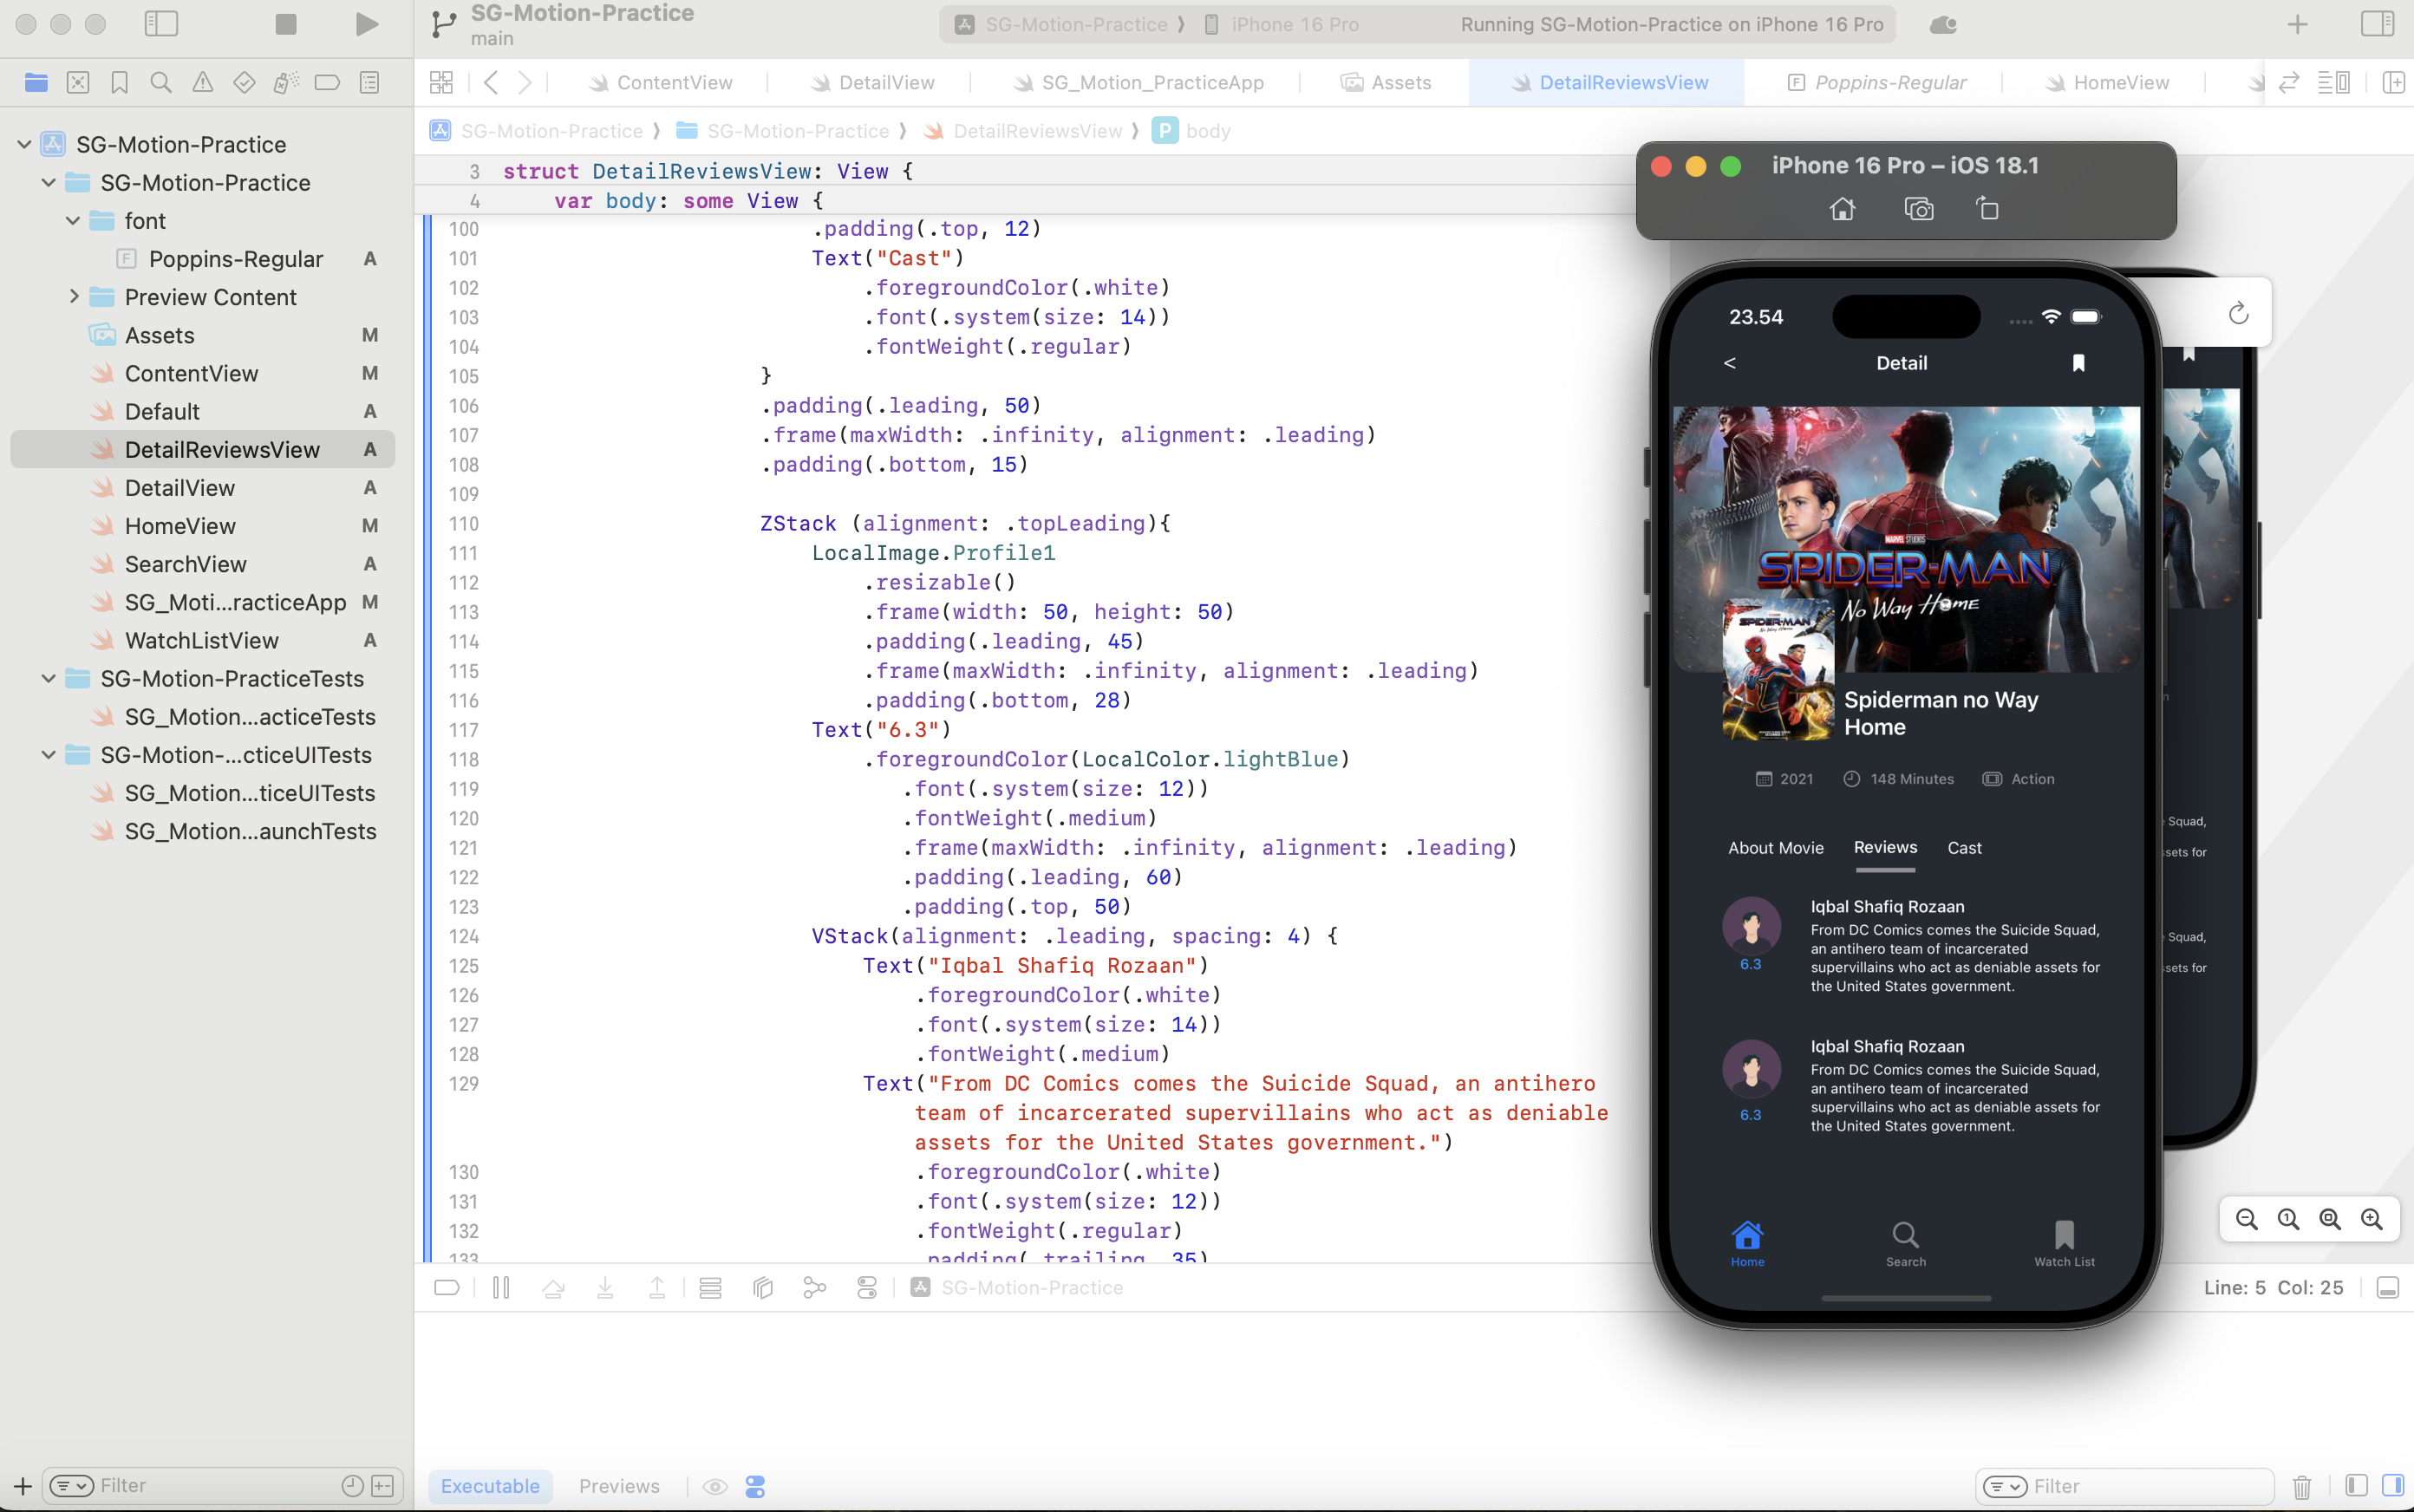 SG-Motion-Practice
main
SG-Motion-Practice
iPhone 16 Pro
Running SG-Motion-Practice on iPhone 16 Pro
ContentView
DetailView
SG_Motion_PracticeApp
Assets
DetailReviewsView
Poppins-Regular
HomeView
SG-Motion-Practice
SG-Motion-Practice
DetailReviewsView
P body
SG-Motion-Practice
SG-Motion-Practice
font
Poppins-Regular A
Preview Content
Assets M
ContentView M
Default A
DetailReviewsView A
DetailView A
HomeView M
SearchView A
SG_Moti...racticeApp M
WatchListView A
SG-Motion-PracticeTests
SG_Motion...acticeTests
SG-Motion-...cticeUITests
SG_Motion...ticeUITests
SG_Motion...aunchTests
Filter
3 struct DetailReviewsView: View {
4 var body: some View {
100 .padding(.top, 12)
101 Text("Cast")
102 .foregroundColor(.white)
103 .font(.system(size: 14))
104 .fontWeight(.regular)
105 }
106 .padding(.leading, 50)
107 .frame(maxWidth: .infinity, alignment: .leading)
108 .padding(.bottom, 15)
109
110 ZStack (alignment: .topLeading){
111 LocalImage.Profile1
112 .resizable()
113 .frame(width: 50, height: 50)
114 .padding(.leading, 45)
115 .frame(maxWidth: .infinity, alignment: .leading)
116 .padding(.bottom, 28)
117 Text("6.3")
118 .foregroundColor(LocalColor.lightBlue)
119 .font(.system(size: 12))
120 .fontWeight(.medium)
121 .frame(maxWidth: .infinity, alignment: .leading)
122 .padding(.leading, 60)
123 .padding(.top, 50)
124 VStack(alignment: .leading, spacing: 4) {
125 Text("Iqbal Shafiq Rozaan")
126 .foregroundColor(.white)
127 .font(.system(size: 14))
128 .fontWeight(.medium)
129 Text("From DC Comics comes the Suicide Squad, an antihero
team of incarcerated supervillains who act as deniable
assets for the United States government.")
130 .foregroundColor(.white)
131 .font(.system(size: 12))
132 .fontWeight(.regular)
133 .padding(.trailing, 35)
SG-Motion-Practice
Line: 5 Col: 25
Executable
Previews
Filter
iPhone 16 Pro – iOS 18.1
23.54
< Detail
MARVEL STUDIOS
SPIDER-MAN
No Way Home
SPIDER-MAN
No Way Home
Spiderman no Way
Home
2021
148 Minutes
Action
About Movie
Reviews
Cast
Iqbal Shafiq Rozaan
From DC Comics comes the Suicide Squad,
an antihero team of incarcerated
supervillains who act as deniable assets for
the United States government.
6.3
Iqbal Shafiq Rozaan
From DC Comics comes the Suicide Squad,
an antihero team of incarcerated
supervillains who act as deniable assets for
the United States government.
6.3
Home
Search
Watch List
Squad,
sets for
Squad,
sets for